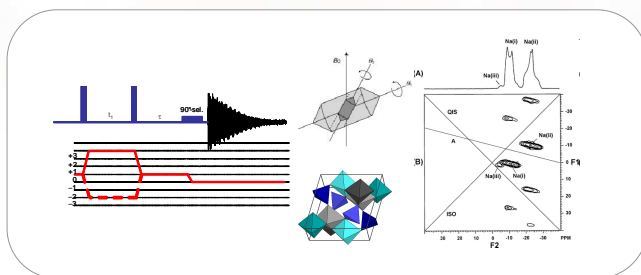 90°sel.
t₁
τ
+3
+2
+1
0
−1
−2
−3
B₀
θ₂
θ₁
Na(i)
Na(ii)
Na(iii)
(A)
QIS
A
Na(ii)
(B)
Na(iii)
Na(i)
ISO
-30
-20
-10
0
10
20
30
F1
30
20
10
0
-10
-20
-30
PPM
F2